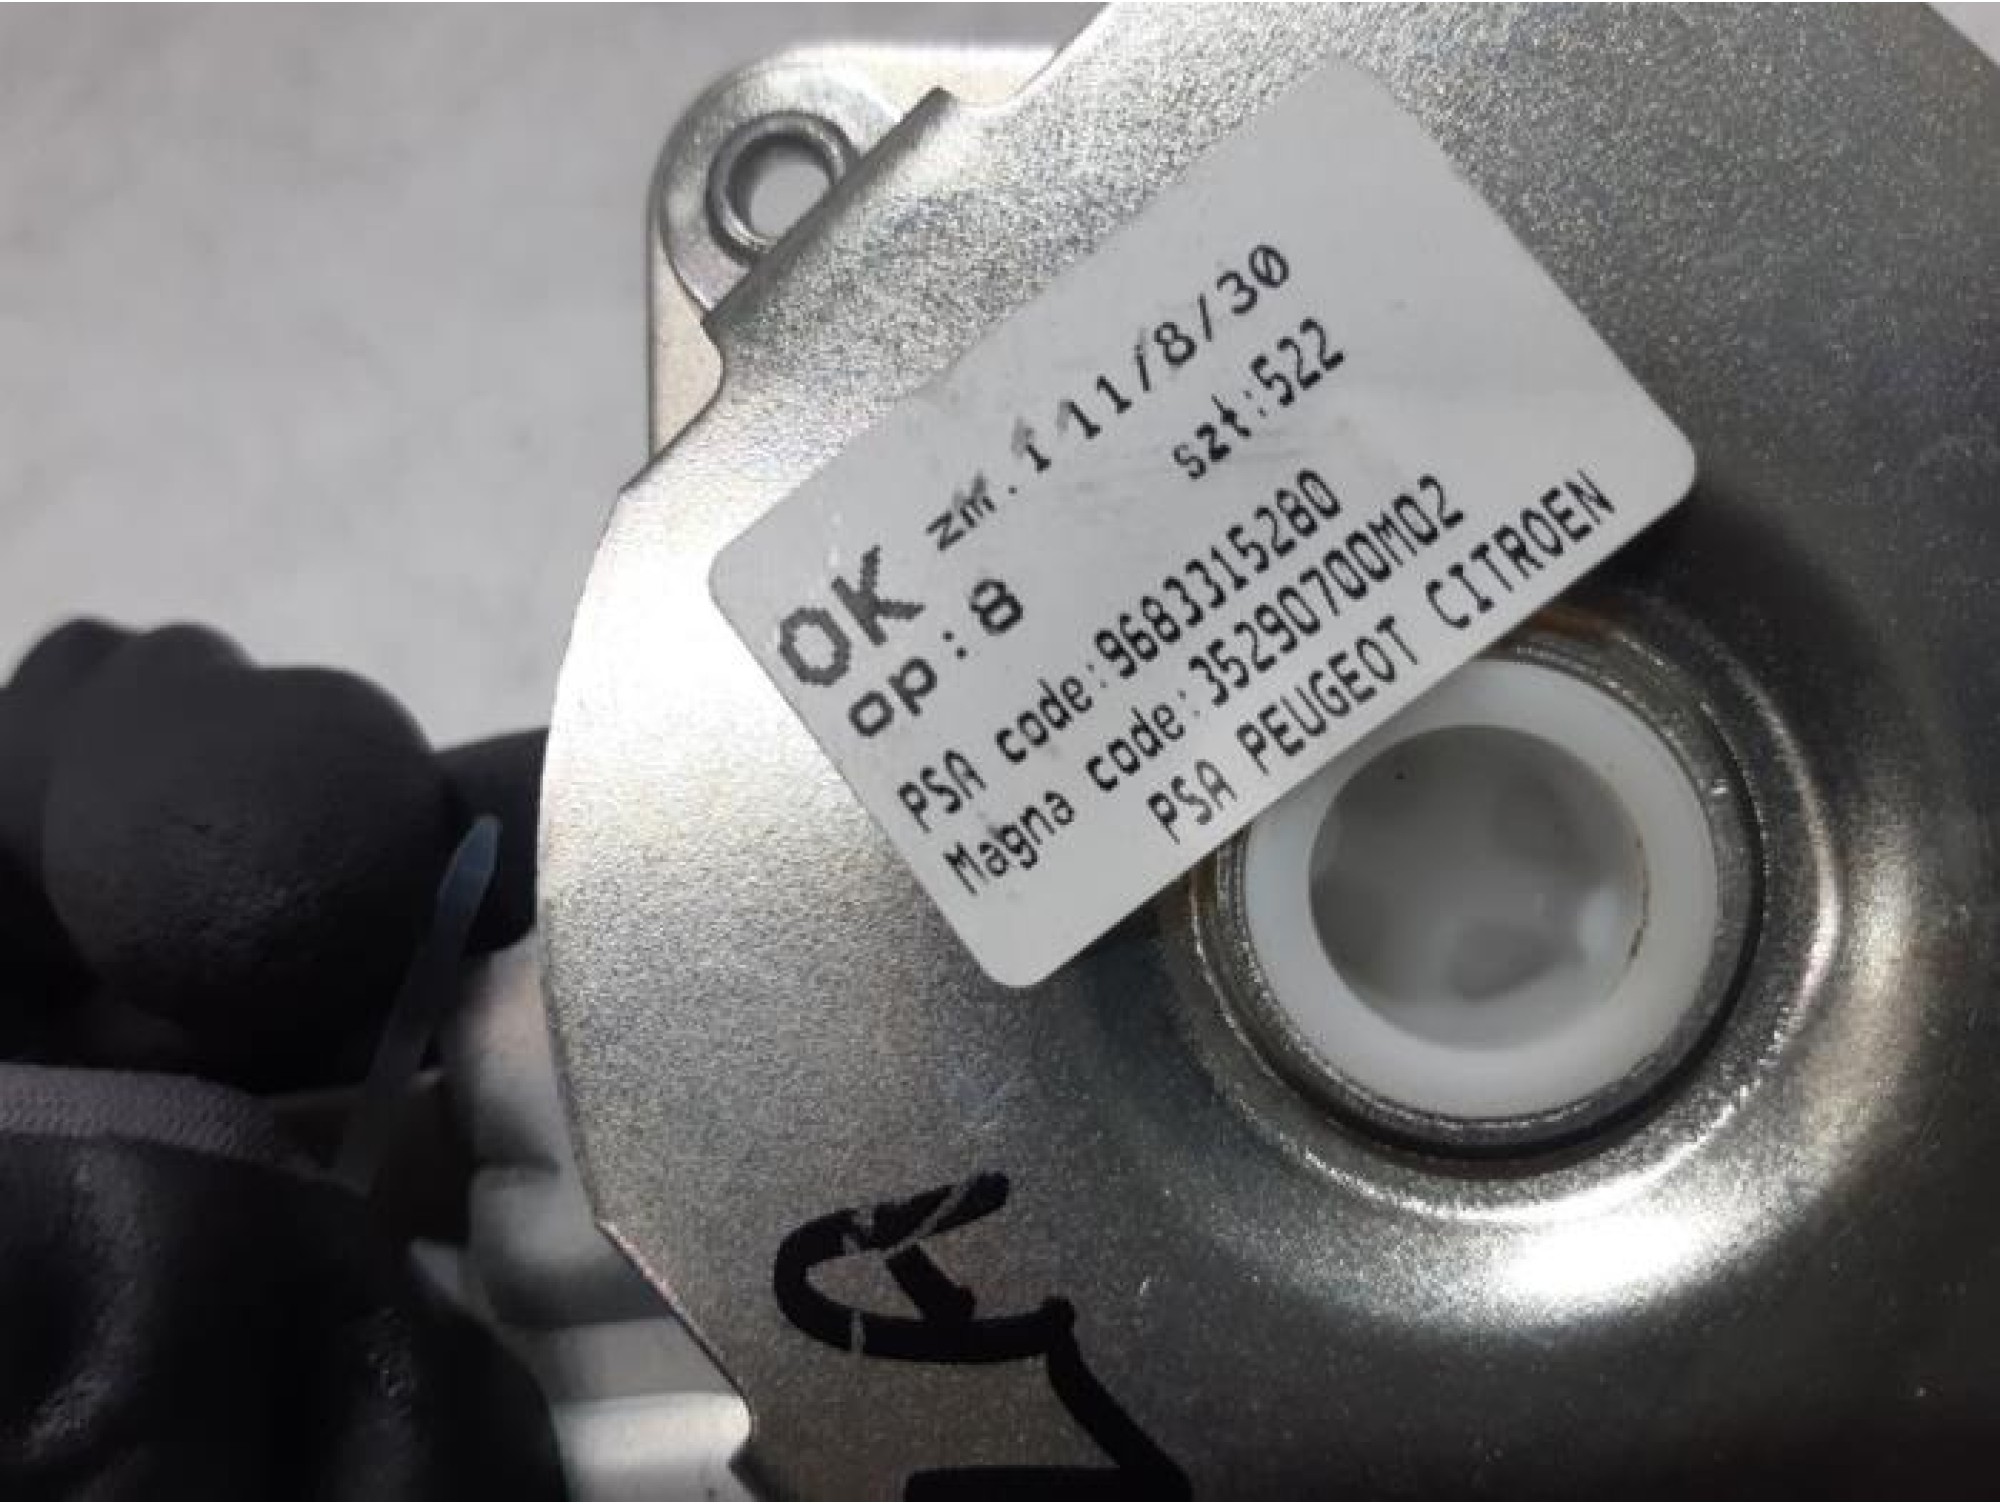 OK zm.I 11/8/30
op:8 szt:522
PSA code:9683315280
Magna code:35290700M02
PSA PEUGEOT CITROEN